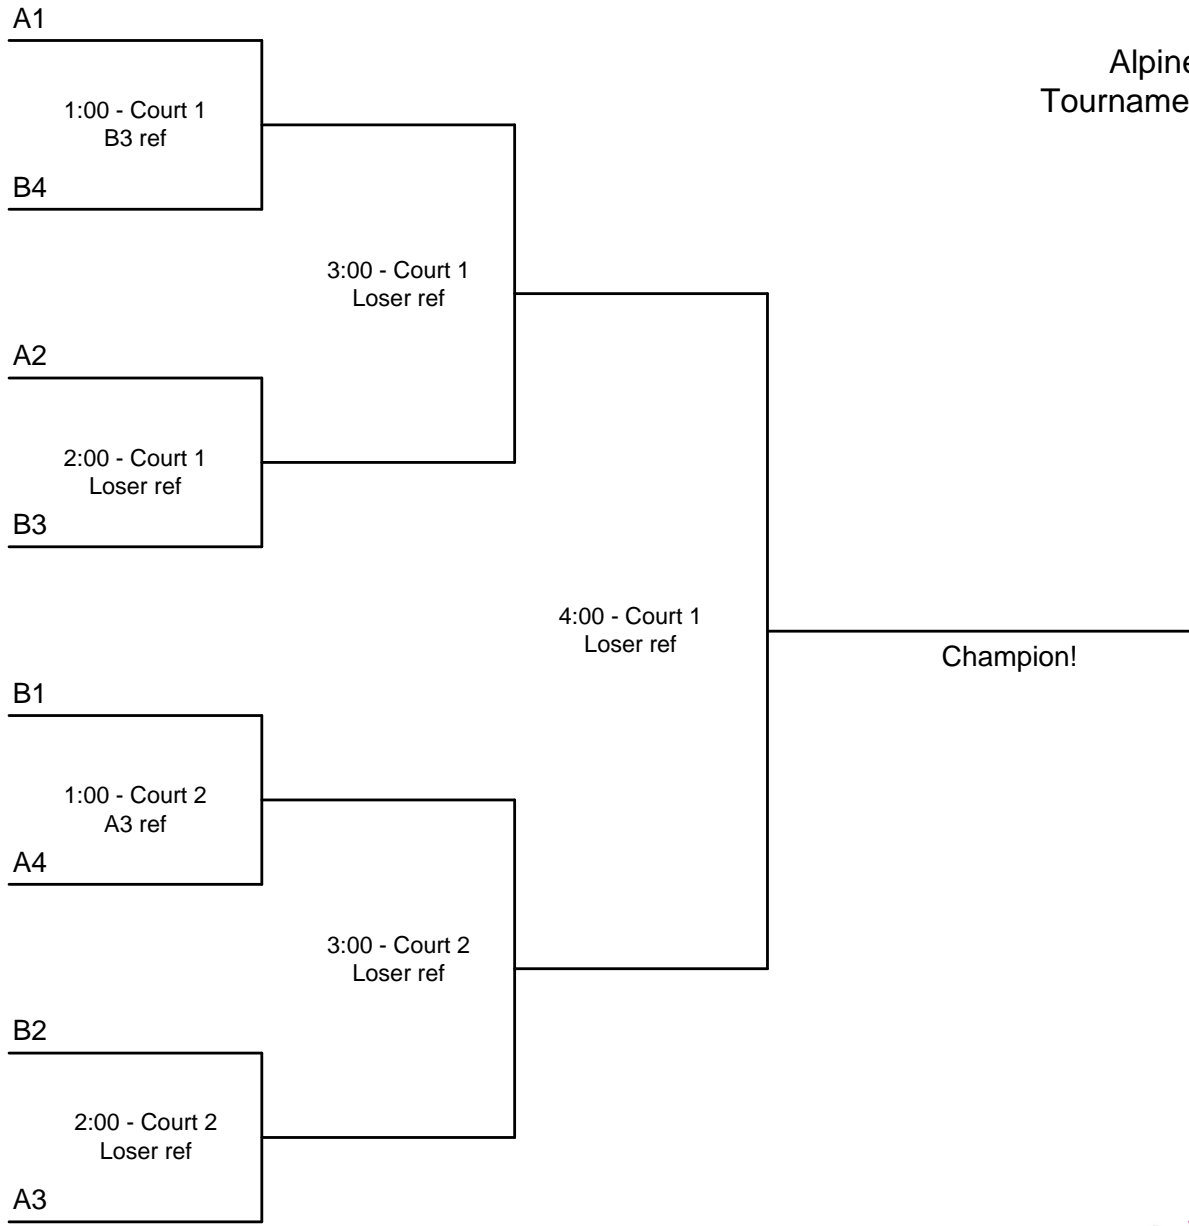 A1
Alpine
Tourname
1:00 - Court 1
B3 ref
B4
3:00 - Court 1
Loser ref
A2
2:00 - Court 1
Loser ref
B3
4:00 - Court 1
Loser ref
Champion!
B1
1:00 - Court 2
A3 ref
A4
3:00 - Court 2
Loser ref
B2
2:00 - Court 2
Loser ref
A3